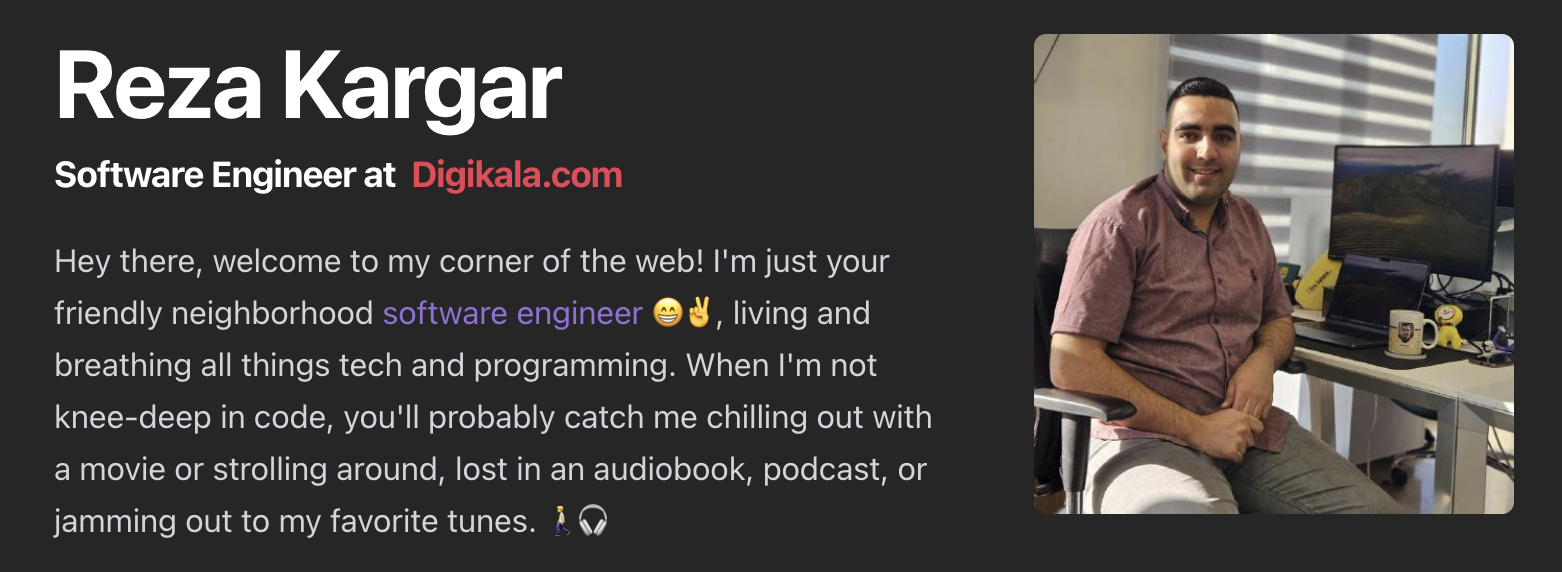 Reza Kargar
Software Engineer at Digikala.com
Hey there, welcome to my corner of the web! I'm just your
friendly neighborhood software engineer 😁✌️, living and
breathing all things tech and programming. When I'm not
knee-deep in code, you'll probably catch me chilling out with
a movie or strolling around, lost in an audiobook, podcast, or
jamming out to my favorite tunes. 🚶🎧